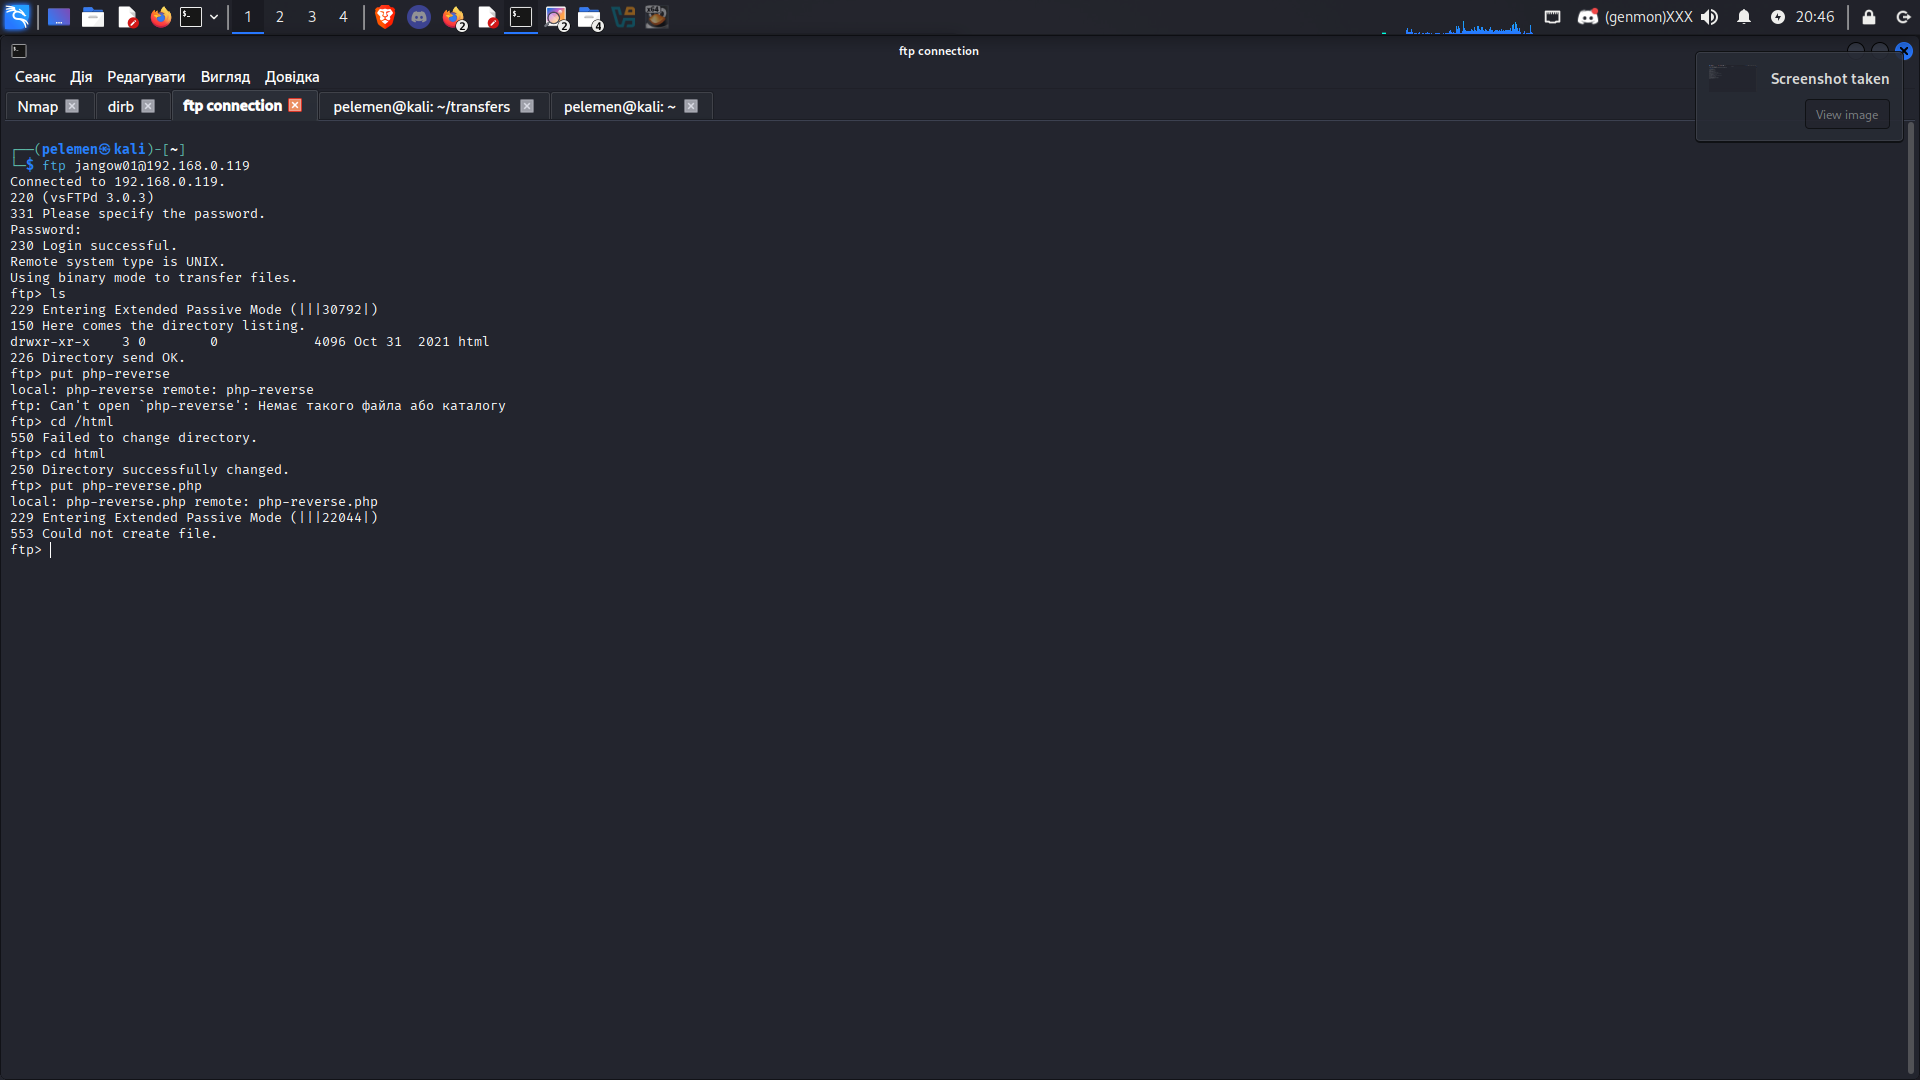 1 2 3 4 2 2 4 (genmon)XXX 20:46
ftp connection
Сеанс Дія Редагувати Вигляд Довідка
Screenshot taken
View image
Nmap dirb ftp connection pelemen@kali: ~/transfers pelemen@kali: ~
┌──(pelemen㉿kali)-[~]
└─$ ftp jangow01@192.168.0.119
Connected to 192.168.0.119.
220 (vsFTPd 3.0.3)
331 Please specify the password.
Password:
230 Login successful.
Remote system type is UNIX.
Using binary mode to transfer files.
ftp> ls
229 Entering Extended Passive Mode (|||30792|)
150 Here comes the directory listing.
drwxr-xr-x    3 0        0            4096 Oct 31  2021 html
226 Directory send OK.
ftp> put php-reverse
local: php-reverse remote: php-reverse
ftp: Can't open `php-reverse': Немає такого файла або каталогу
ftp> cd /html
550 Failed to change directory.
ftp> cd html
250 Directory successfully changed.
ftp> put php-reverse.php
local: php-reverse.php remote: php-reverse.php
229 Entering Extended Passive Mode (|||22044|)
553 Could not create file.
ftp>